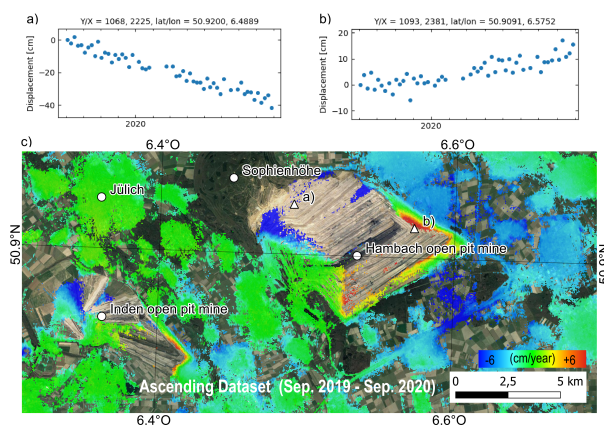 a)
Y/X = 1068, 2225, lat/lon = 50.9200, 6.4889
Displacement [cm]
0
−20
−40
2020
b)
Y/X = 1093, 2381, lat/lon = 50.9091, 6.5752
Displacement [cm]
20
10
0
−10
2020
c)
6.4°O
6.6°O
Sophienhöhe
Jülich
a)
b)
50.9°N
50.9°N
Hambach open pit mine
Inden open pit mine
-6 (cm/year) +6
Ascending Dataset (Sep. 2019 - Sep. 2020)
0 2,5 5 km
6.4°O
6.6°O